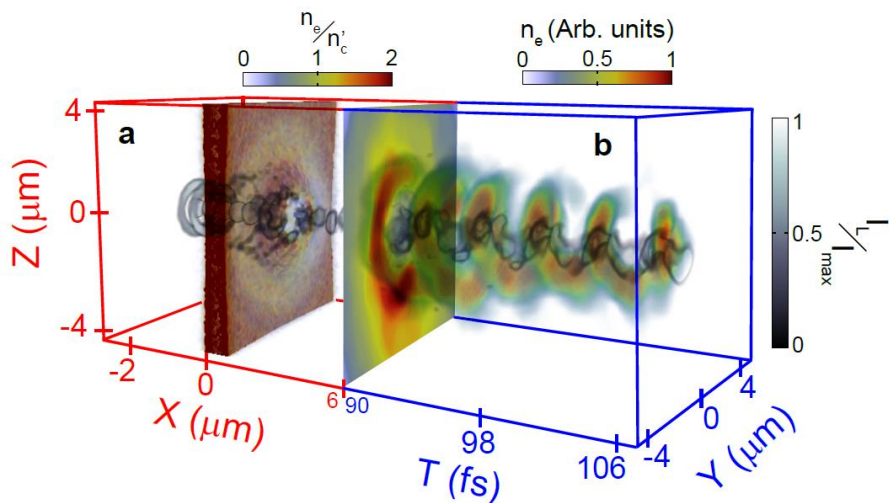 n_e/n_c'
0 1 2
n_e (Arb. units)
0 0.5 1
a
b
4
0
-4
Z (μm)
-2
0
6
X (μm)
90
98
106
T (fs)
-4
0
4
Y (μm)
1
0.5
0
I_L/I_max